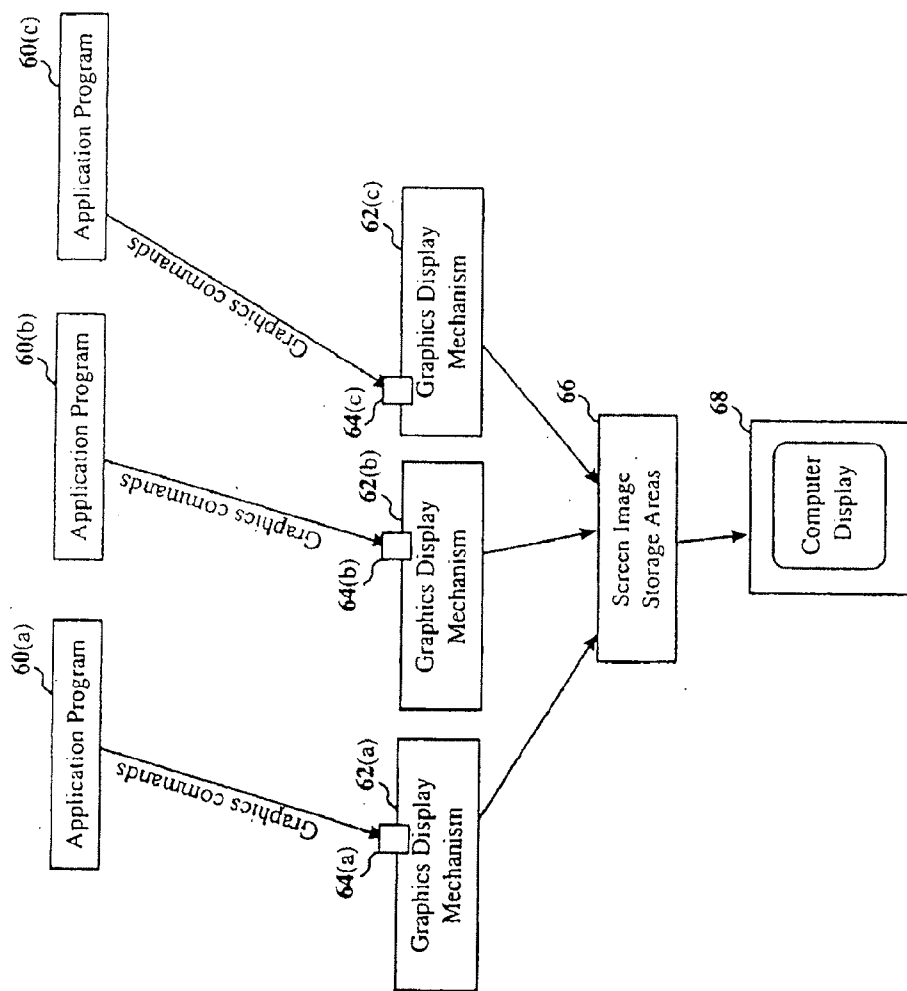 60(a)
Application Program
60(b)
Application Program
60(c)
Application Program
Graphics commands
Graphics commands
Graphics commands
64(a)
62(a)
Graphics Display
Mechanism
64(b)
62(b)
Graphics Display
Mechanism
64(c)
62(c)
Graphics Display
Mechanism
66
Screen Image
Storage Areas
68
Computer
Display